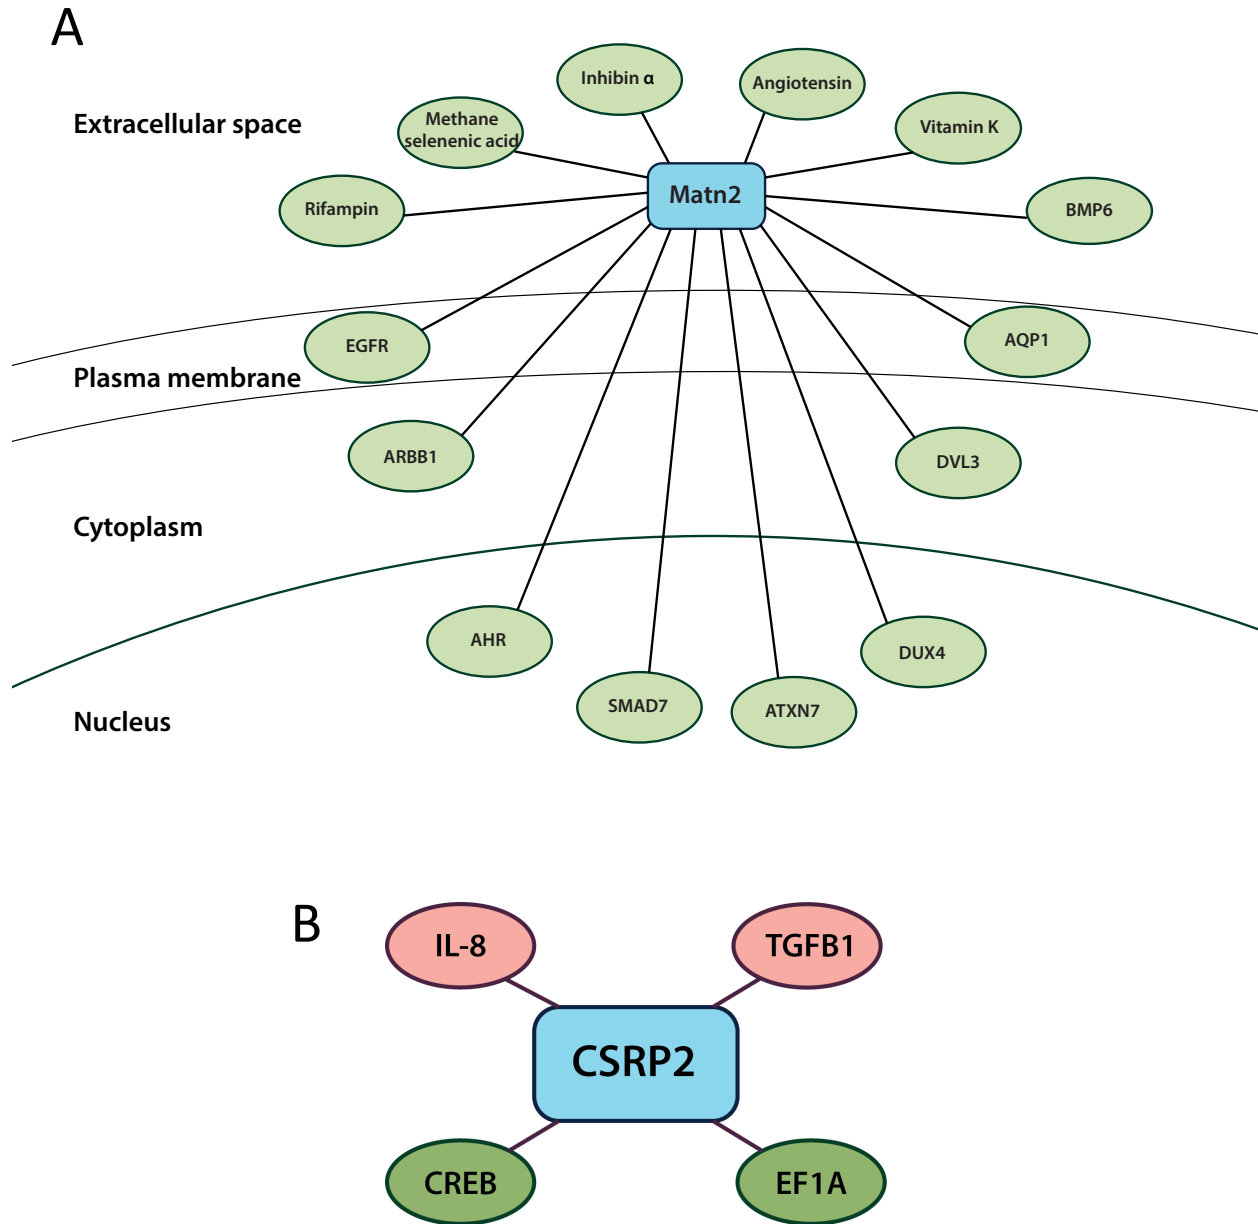 A
Extracellular space
Inhibin α
Angiotensin
Methane
selenenic acid
Vitamin K
Rifampin
Matn2
BMP6
EGFR
AQP1
Plasma membrane
ARBB1
DVL3
Cytoplasm
AHR
DUX4
SMAD7
ATXN7
Nucleus
B
IL-8
TGFB1
CSRP2
CREB
EF1A